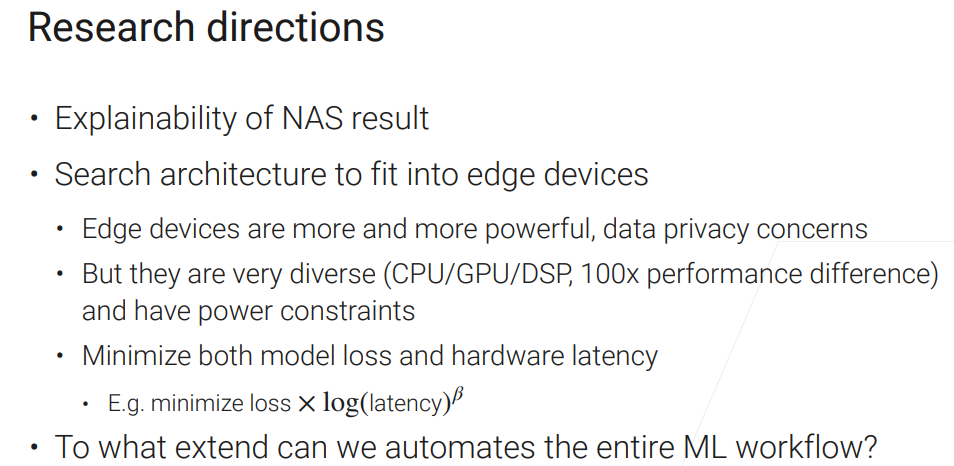 Research directions
• Explainability of NAS result
• Search architecture to fit into edge devices
• Edge devices are more and more powerful, data privacy concerns
• But they are very diverse (CPU/GPU/DSP, 100x performance difference)
and have power constraints
• Minimize both model loss and hardware latency
• E.g. minimize loss × log(latency)^β
• To what extend can we automates the entire ML workflow?